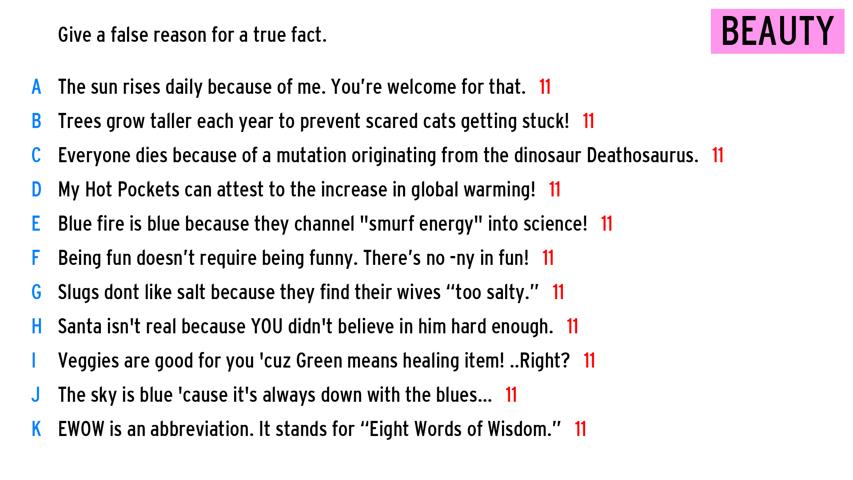 Give a false reason for a true fact.
BEAUTY
A The sun rises daily because of me. You’re welcome for that. 11
B Trees grow taller each year to prevent scared cats getting stuck! 11
C Everyone dies because of a mutation originating from the dinosaur Deathosaurus. 11
D My Hot Pockets can attest to the increase in global warming! 11
E Blue fire is blue because they channel "smurf energy" into science! 11
F Being fun doesn’t require being funny. There’s no -ny in fun! 11
G Slugs dont like salt because they find their wives “too salty.” 11
H Santa isn't real because YOU didn't believe in him hard enough. 11
I Veggies are good for you 'cuz Green means healing item! ..Right? 11
J The sky is blue 'cause it's always down with the blues... 11
K EWOW is an abbreviation. It stands for “Eight Words of Wisdom.” 11